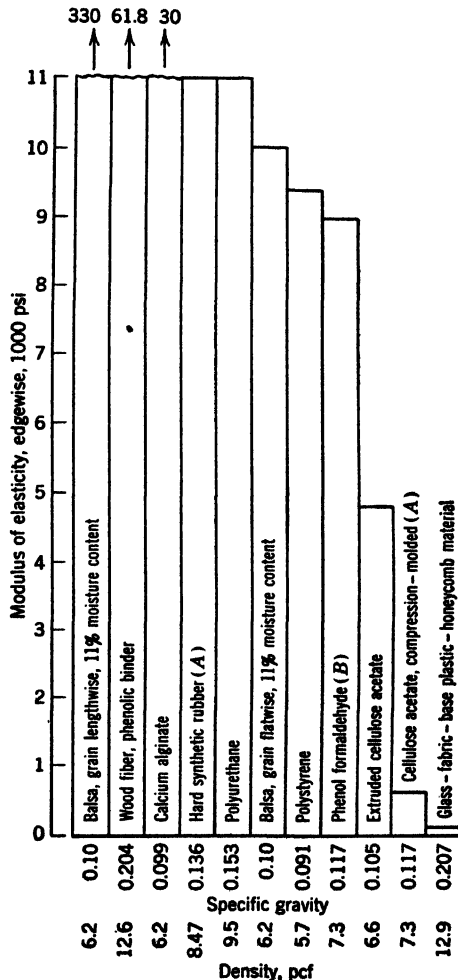 330 61.8 30
11
10
9
8
7
6
5
4
3
2
1
0
Modulus of elasticity, edgewise, 1000 psi
Balsa, grain lengthwise, 11% moisture content
Wood fiber, phenolic binder
Calcium alginate
Hard synthetic rubber (A)
Polyurethane
Balsa, grain flatwise, 11% moisture content
Polystyrene
Phenol formaldehyde (B)
Extruded cellulose acetate
Cellulose acetate, compression-molded (A)
Glass-fabric-base plastic-honeycomb material
0.10 0.204 0.099 0.136 0.153 0.10 0.091 0.117 0.105 0.117 0.207
Specific gravity
6.2 12.6 6.2 8.47 9.5 6.2 5.7 7.3 6.6 7.3 12.9
Density, pcf